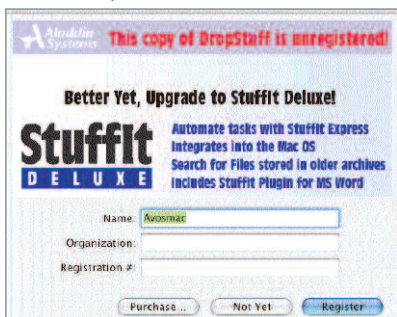 Aladdin
Systems
This copy of DropStuff is unregistered!
Better Yet, Upgrade to StuffIt Deluxe!
StuffIt
DELUXE
Automate tasks with StuffIt Express
Integrates into the Mac OS
Search for Files stored in older archives
Includes StuffIt Plugin for MS Word
Name: Avosmac
Organization:
Registration #:
Purchase... Not Yet Register